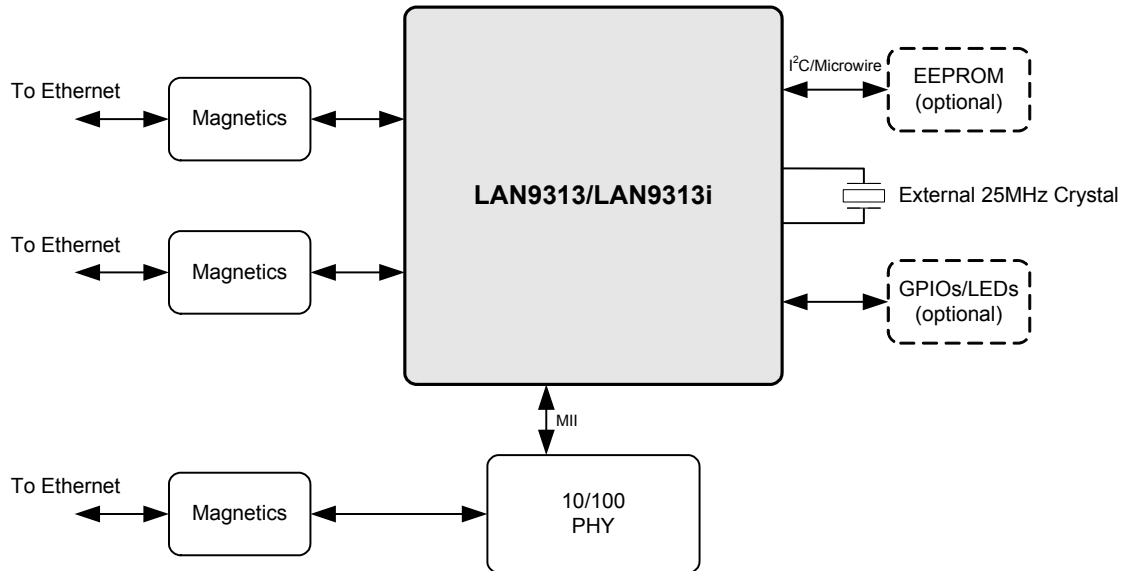 To Ethernet
Magnetics
To Ethernet
Magnetics
LAN9313/LAN9313i
I²C/Microwire
EEPROM
(optional)
External 25MHz Crystal
GPIOs/LEDs
(optional)
MII
To Ethernet
Magnetics
10/100
PHY